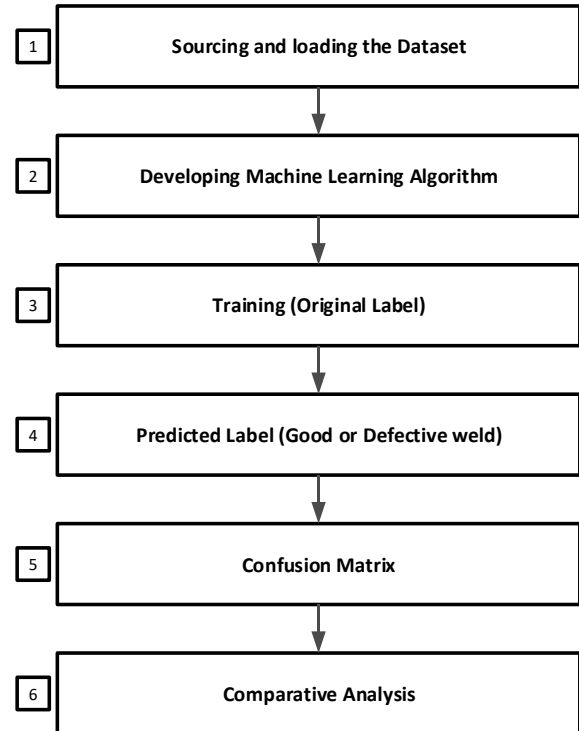 1
Sourcing and loading the Dataset
2
Developing Machine Learning Algorithm
3
Training (Original Label)
4
Predicted Label (Good or Defective weld)
5
Confusion Matrix
6
Comparative Analysis